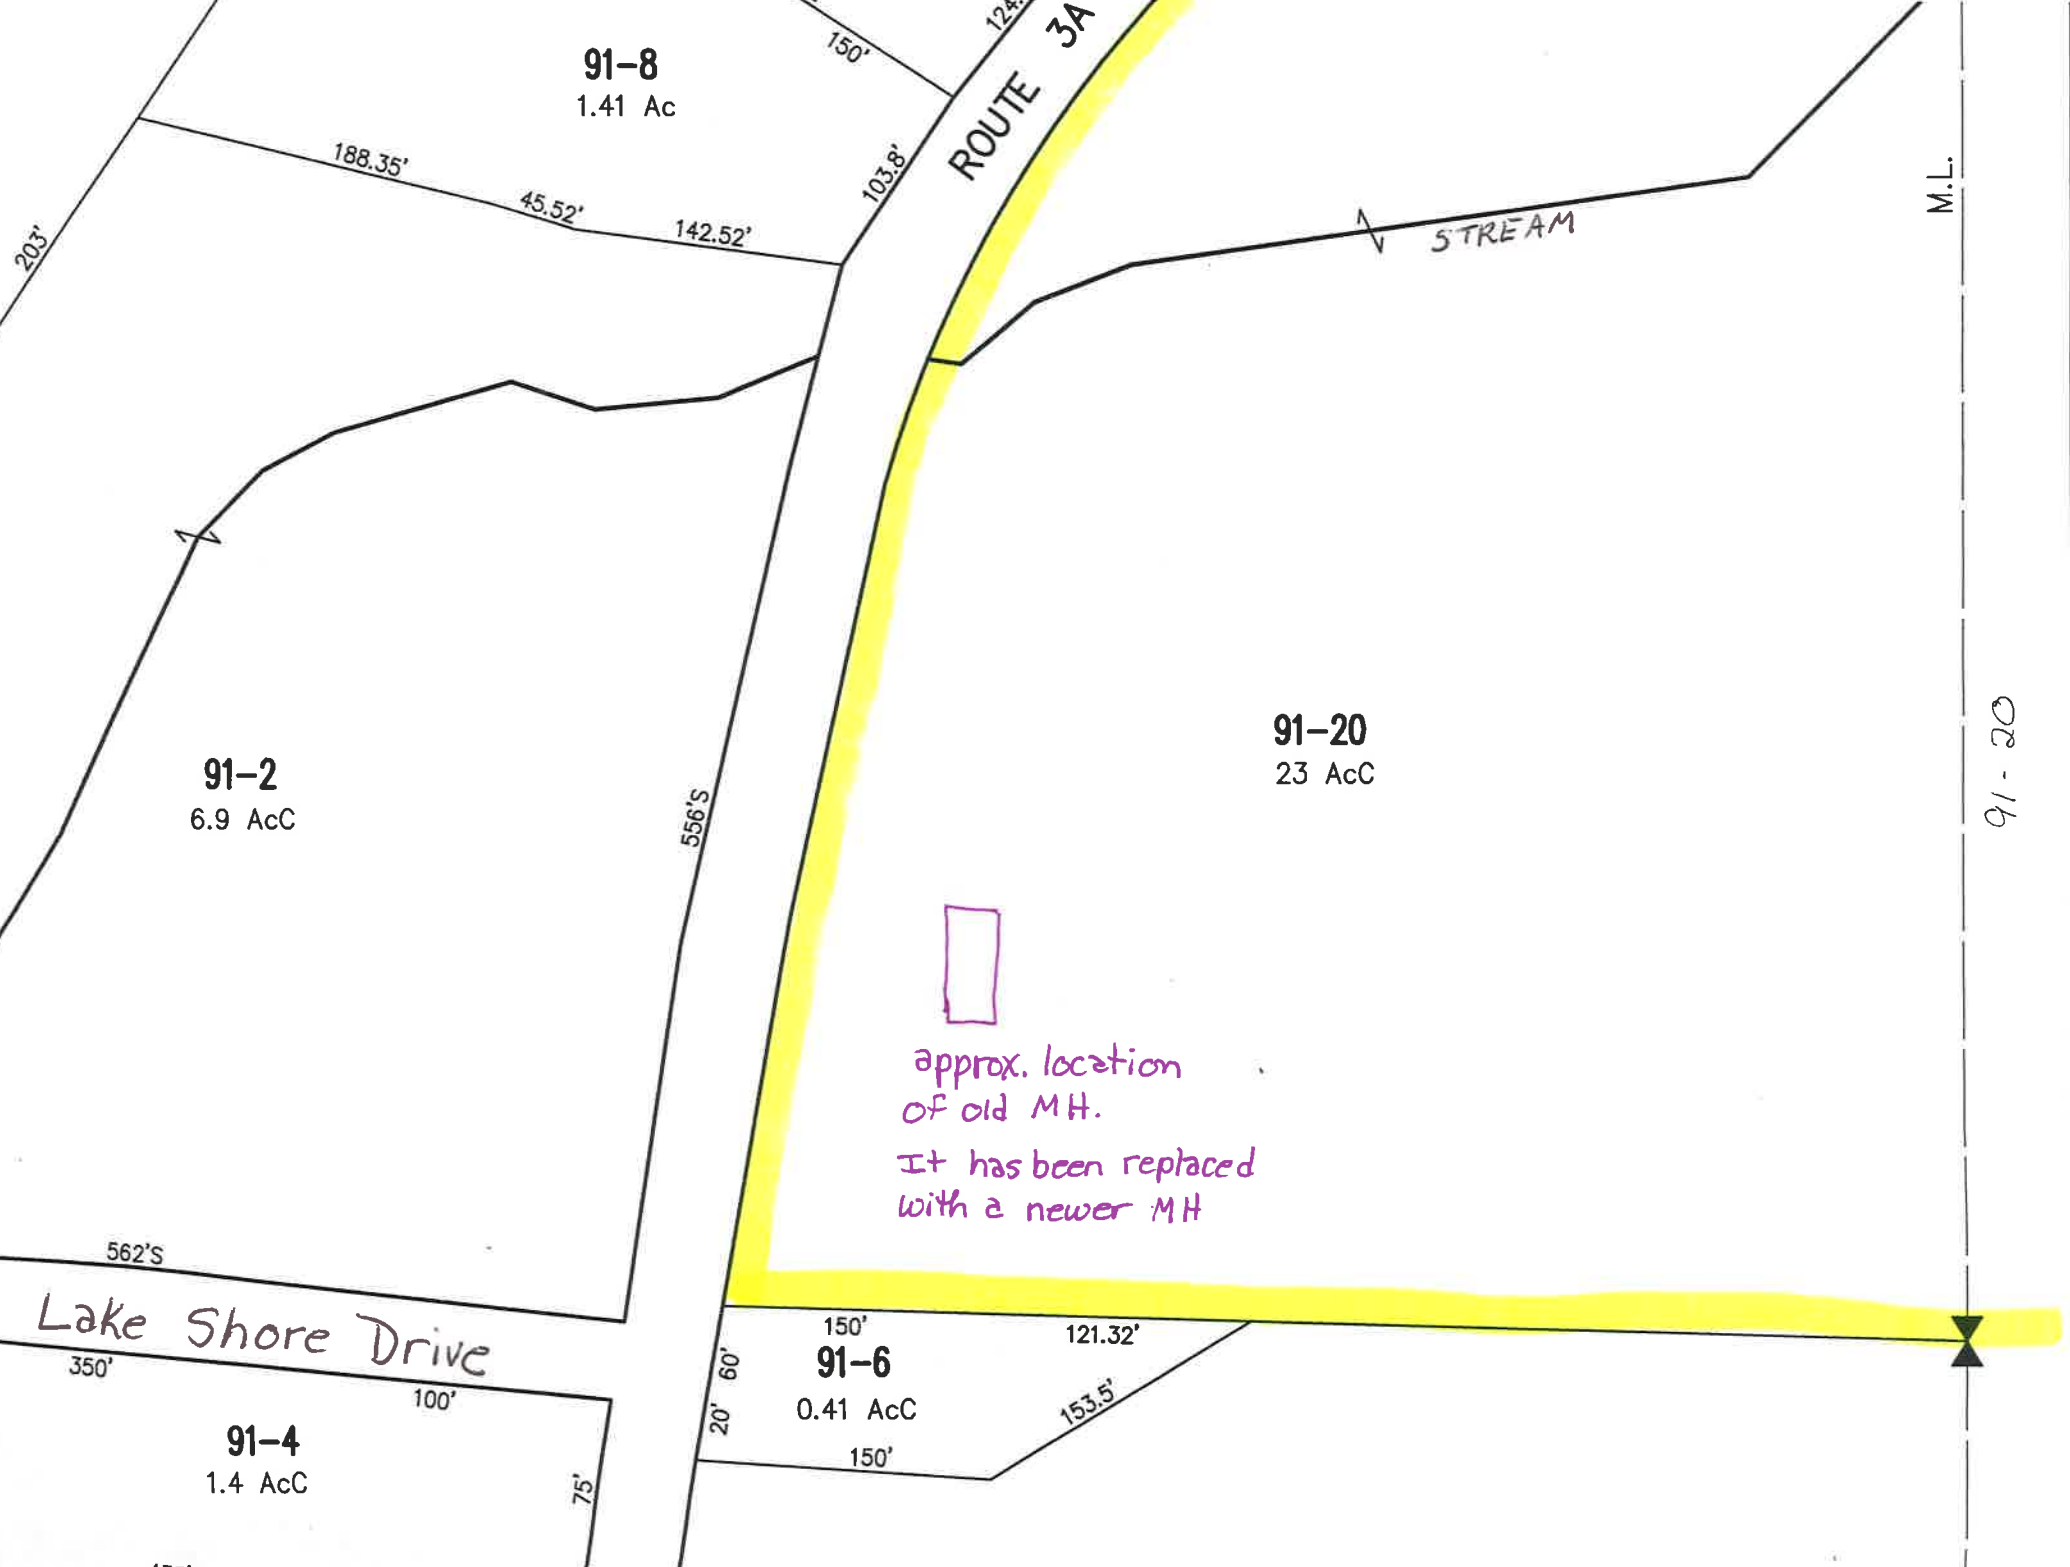 91-8
1.41 Ac
150'
124.
ROUTE 3A
103.8'
188.35'
45.52'
142.52'
203'
STREAM
M.L.
91-2
6.9 AcC
556'S
91-20
23 AcC
91-20
approx. location
of old MH.
It has been replaced
with a newer MH
562'S
Lake Shore Drive
350'
100'
91-4
1.4 AcC
75'
150'
121.32'
60'
91-6
0.41 AcC
20'
153.5'
150'